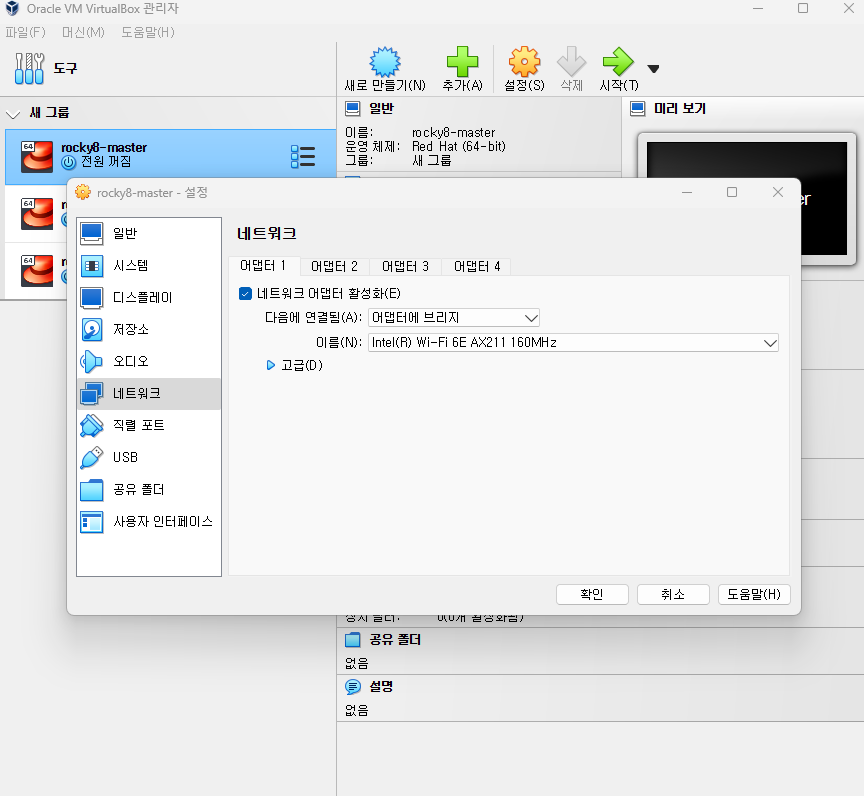 Oracle VM VirtualBox 관리자
파일(F) 머신(M) 도움말(H)
도구
새로 만들기(N) 추가(A) 설정(S) 삭제 시작(T)
새 그룹
64 rocky8-master
전원 꺼짐
64
64
일반
이름: rocky8-master
운영 체제: Red Hat (64-bit)
그룹: 새 그룹
미리 보기
rocky8-master - 설정
일반
시스템
디스플레이
저장소
오디오
네트워크
직렬 포트
USB
공유 폴더
사용자 인터페이스
네트워크
어댑터 1 어댑터 2 어댑터 3 어댑터 4
네트워크 어댑터 활성화(E)
다음에 연결됨(A): 어댑터에 브리지
이름(N): Intel(R) Wi-Fi 6E AX211 160MHz
고급(D)
확인 취소 도움말(H)
장치 필터: 0(0개 활성화됨)
공유 폴더
없음
설명
없음